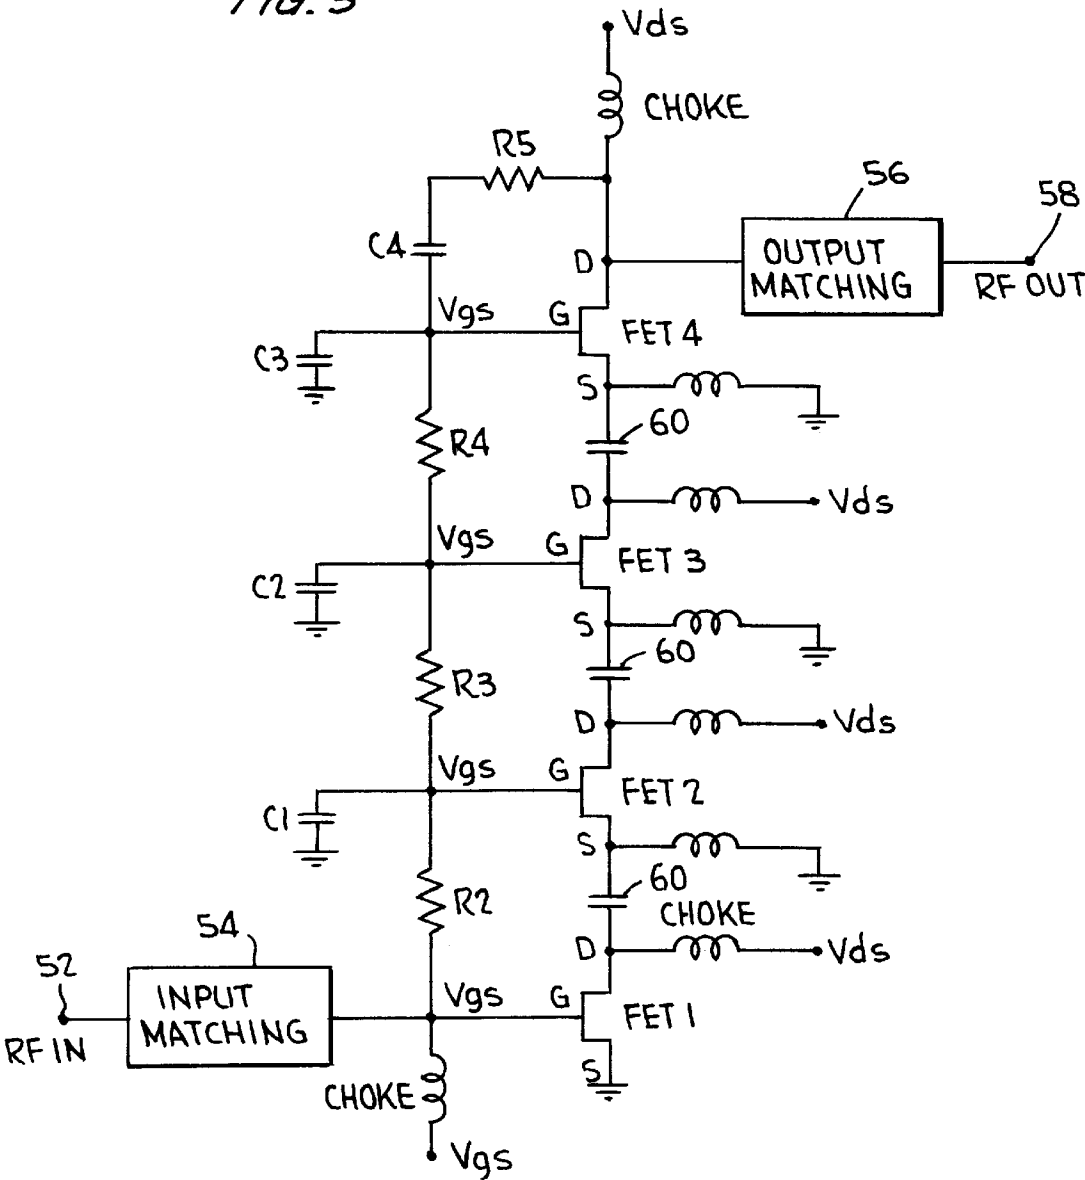 FIG. 5
Vds
CHOKE
R5
56
58
C4
D
OUTPUT
MATCHING
RF OUT
Vgs
G
FET 4
C3
S
60
R4
D
Vds
Vgs
G
FET 3
C2
S
60
R3
D
Vds
Vgs
G
FET 2
C1
S
60
R2
CHOKE
54
D
Vds
52
INPUT
MATCHING
Vgs
G
FET 1
RF IN
S
CHOKE
Vgs